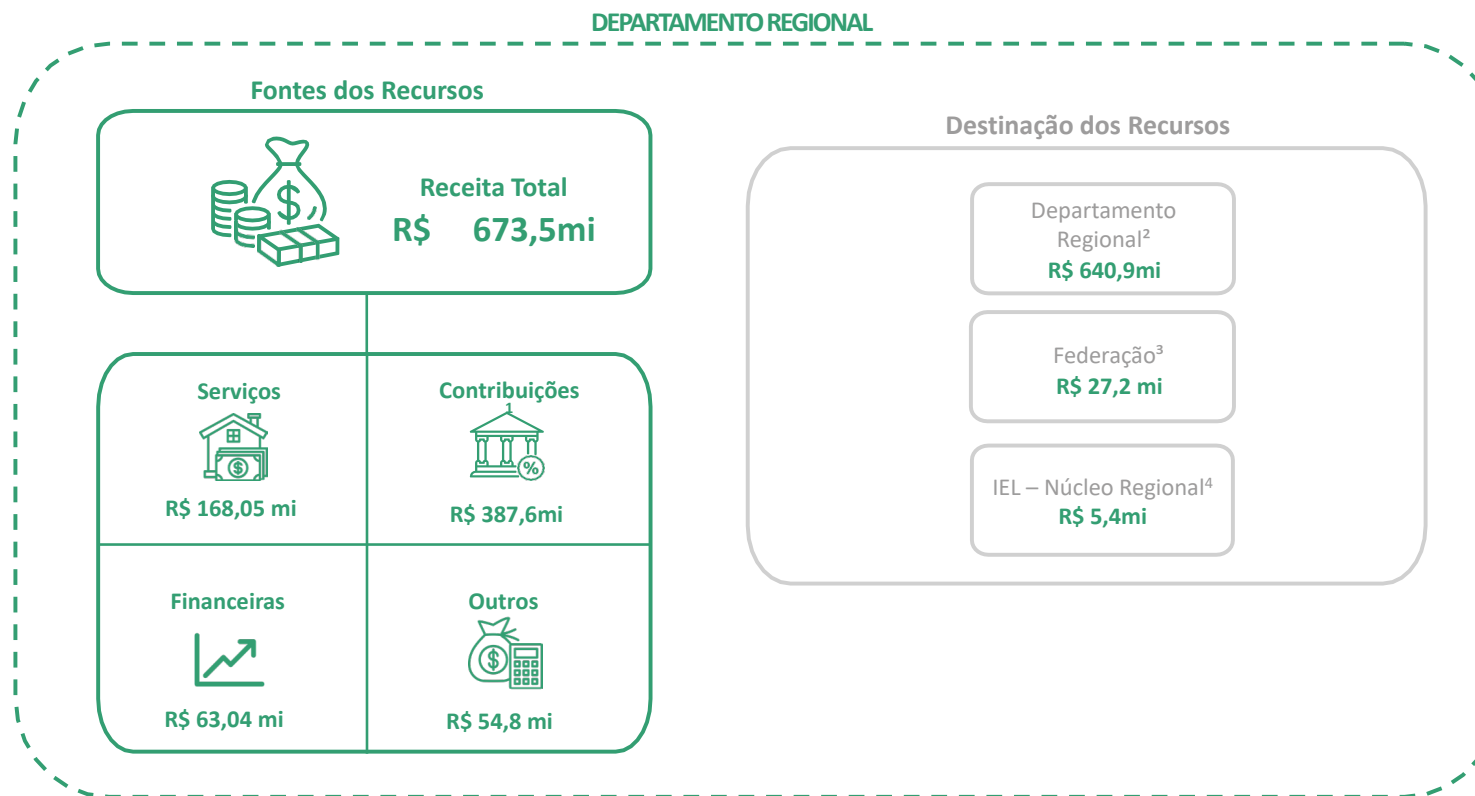 DEPARTAMENTO REGIONAL
Fontes dos Recursos
Receita Total
R$ 673,5mi
Serviços
R$ 168,05 mi
Contribuições
1
R$ 387,6mi
Financeiras
R$ 63,04 mi
Outros
R$ 54,8 mi
Destinação dos Recursos
Departamento
Regional²
R$ 640,9mi
Federação³
R$ 27,2 mi
IEL – Núcleo Regional⁴
R$ 5,4mi